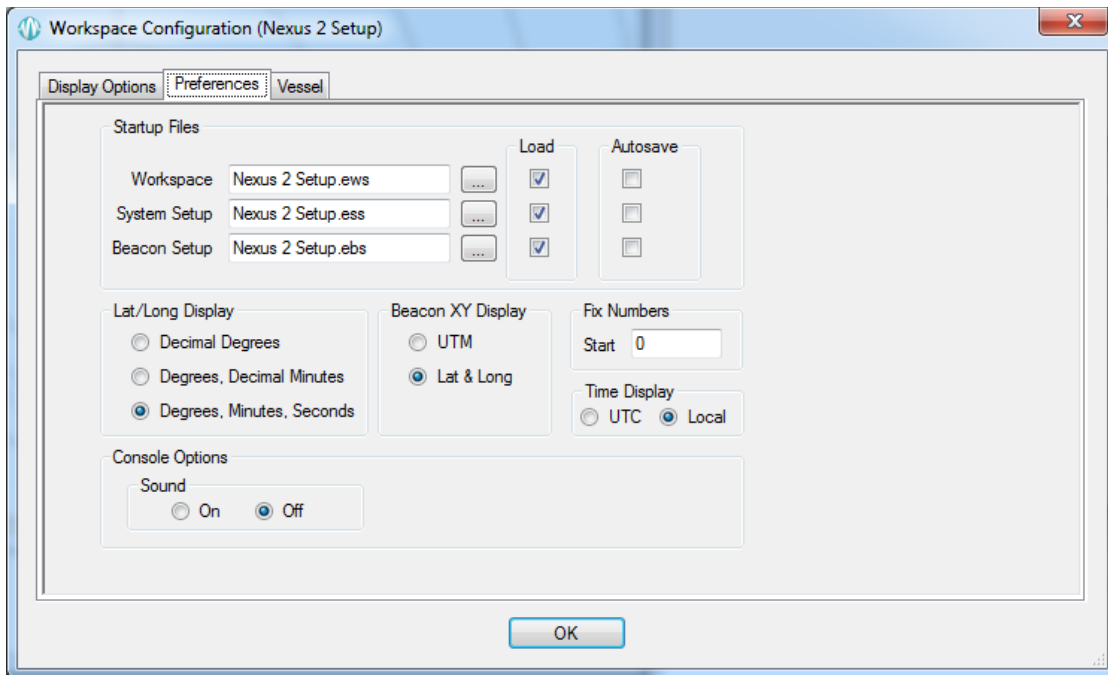 Workspace Configuration (Nexus 2 Setup)
Display Options Preferences Vessel
Startup Files
Load Autosave
Workspace Nexus 2 Setup.ews ...
System Setup Nexus 2 Setup.ess ...
Beacon Setup Nexus 2 Setup.ebs ...
Lat/Long Display Beacon XY Display Fix Numbers
Decimal Degrees UTM Start 0
Degrees, Decimal Minutes Lat & Long
Time Display
Degrees, Minutes, Seconds UTC Local
Console Options
Sound
On Off
OK